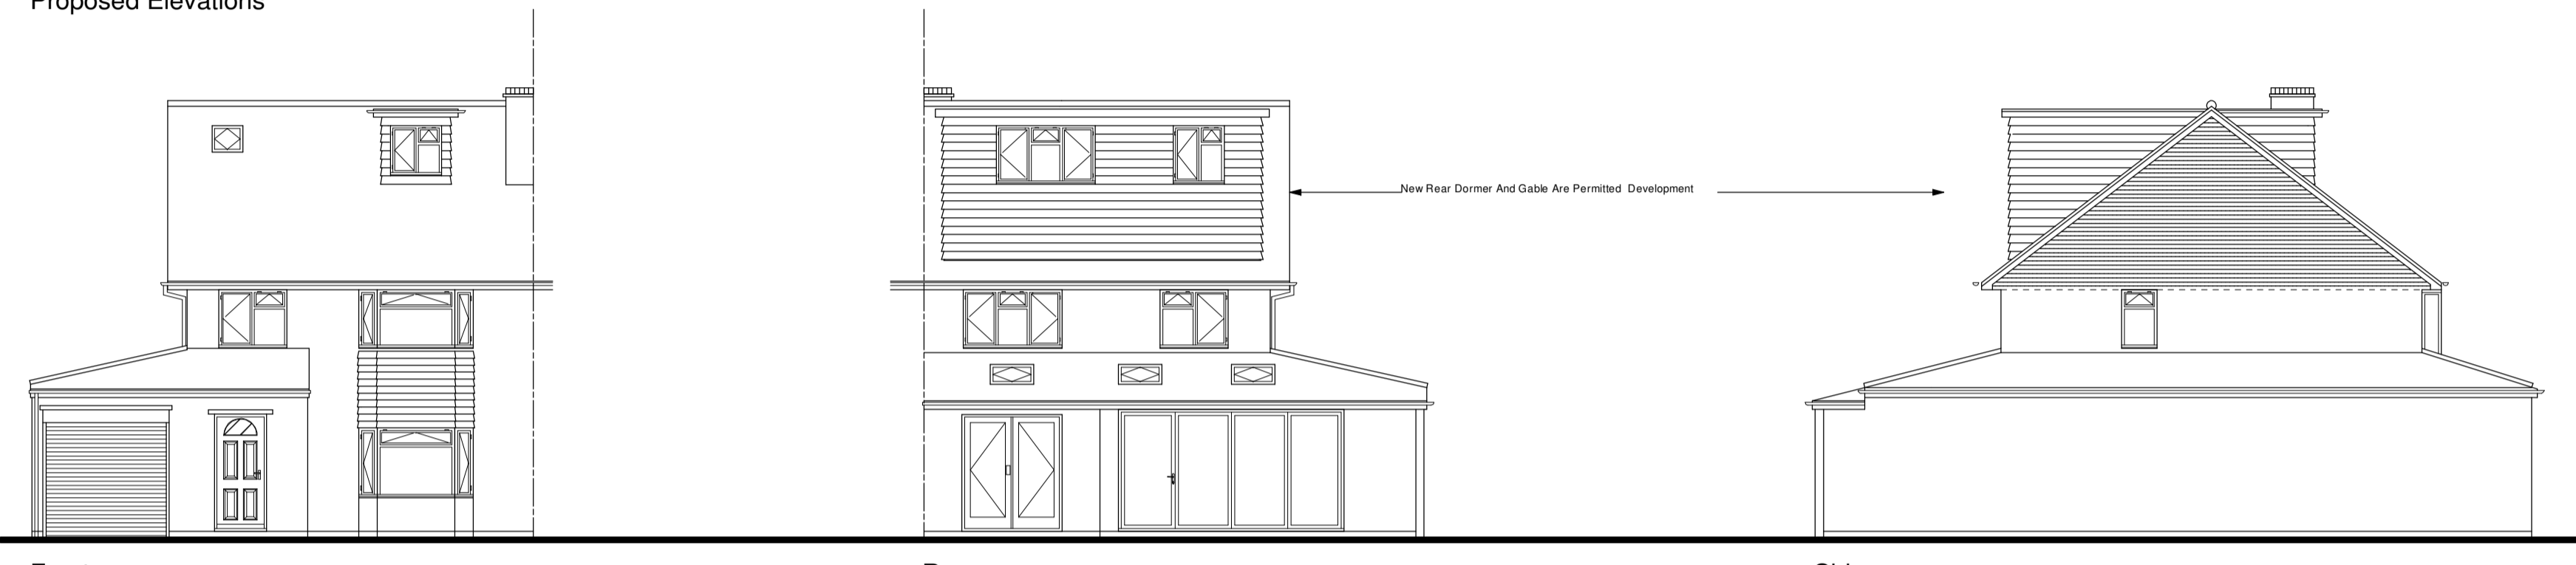 Proposed Elevations
New Rear Dormer And Gable Are Permitted Development